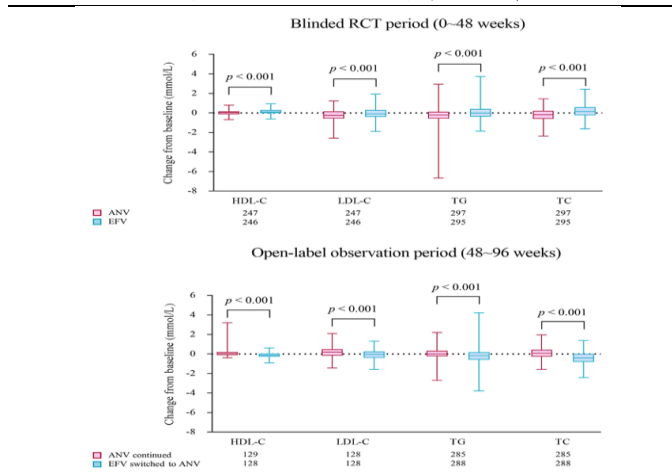 Blinded RCT period (0~48 weeks)
Change from baseline (mmol/L)
6
4
2
0
-2
-4
-6
-8
p < 0.001
p < 0.001
p < 0.001
p < 0.001
HDL-C LDL-C TG TC
ANV 247 247 297 297
EFV 246 246 295 295
Open-label observation period (48~96 weeks)
Change from baseline (mmol/L)
6
4
2
0
-2
-4
-6
-8
p < 0.001
p < 0.001
p < 0.001
p < 0.001
HDL-C LDL-C TG TC
ANV continued 129 128 285 285
EFV switched to ANV 128 128 288 288